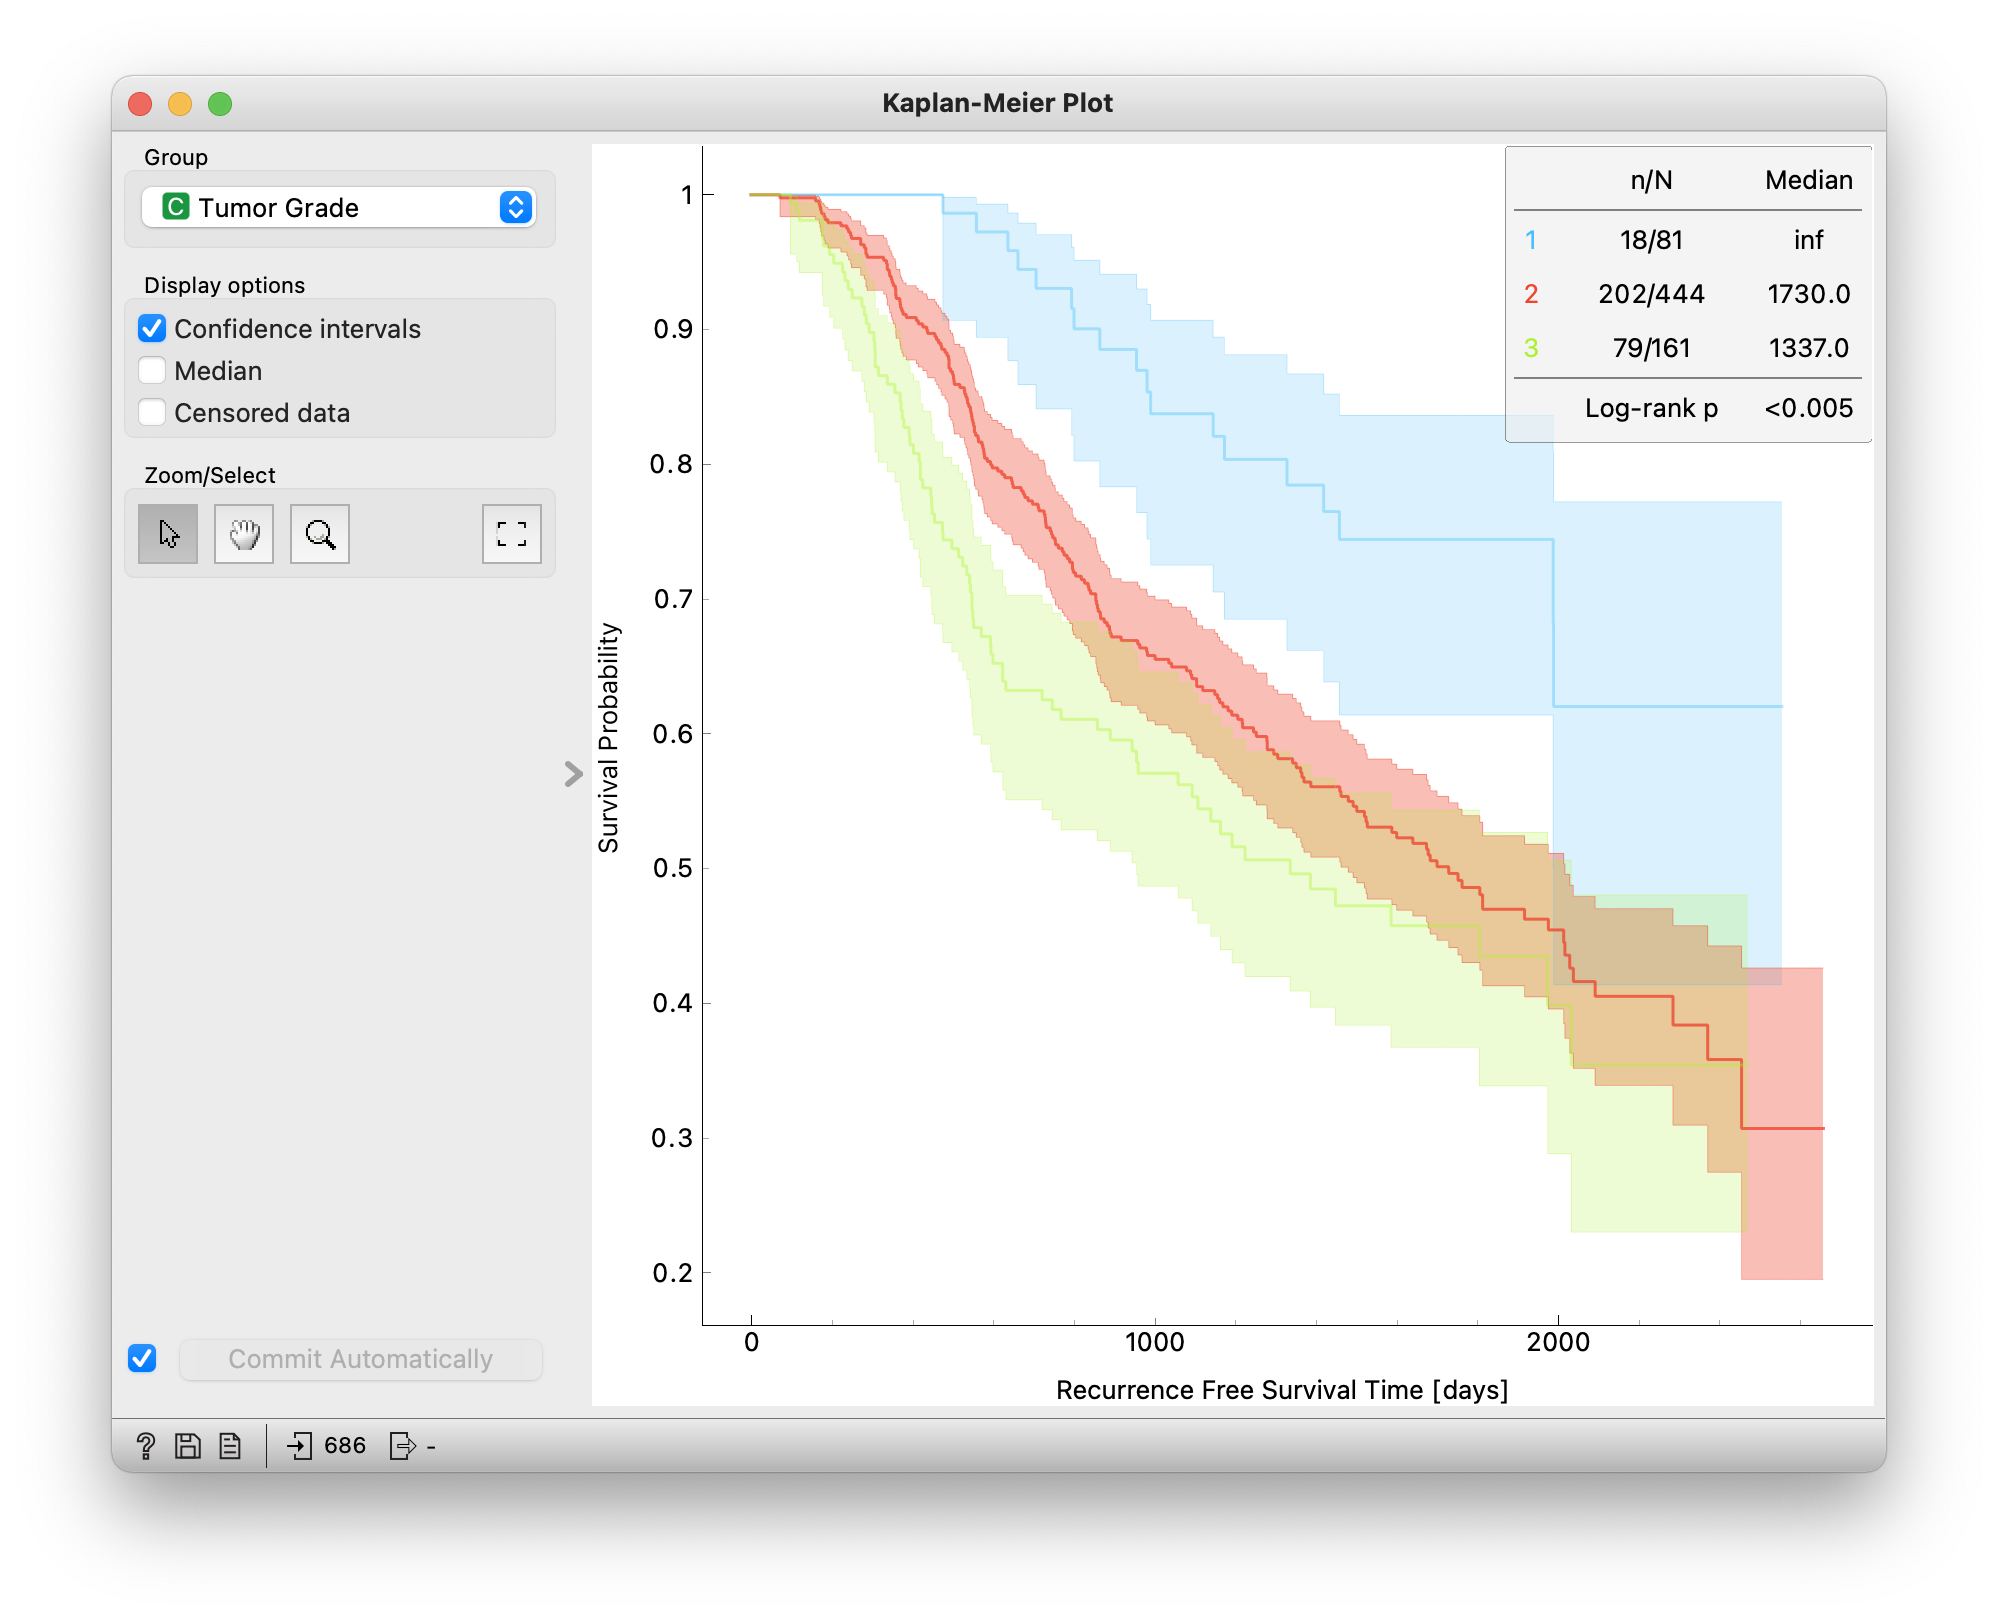 Kaplan-Meier Plot
Group
C Tumor Grade
Display options
Confidence intervals
Median
Censored data
Zoom/Select
Commit Automatically
? 686 -
Survival Probability
1
0.9
0.8
0.7
0.6
0.5
0.4
0.3
0.2
0 1000 2000
Recurrence Free Survival Time [days]
n/N Median
1 18/81 inf
2 202/444 1730.0
3 79/161 1337.0
Log-rank p <0.005